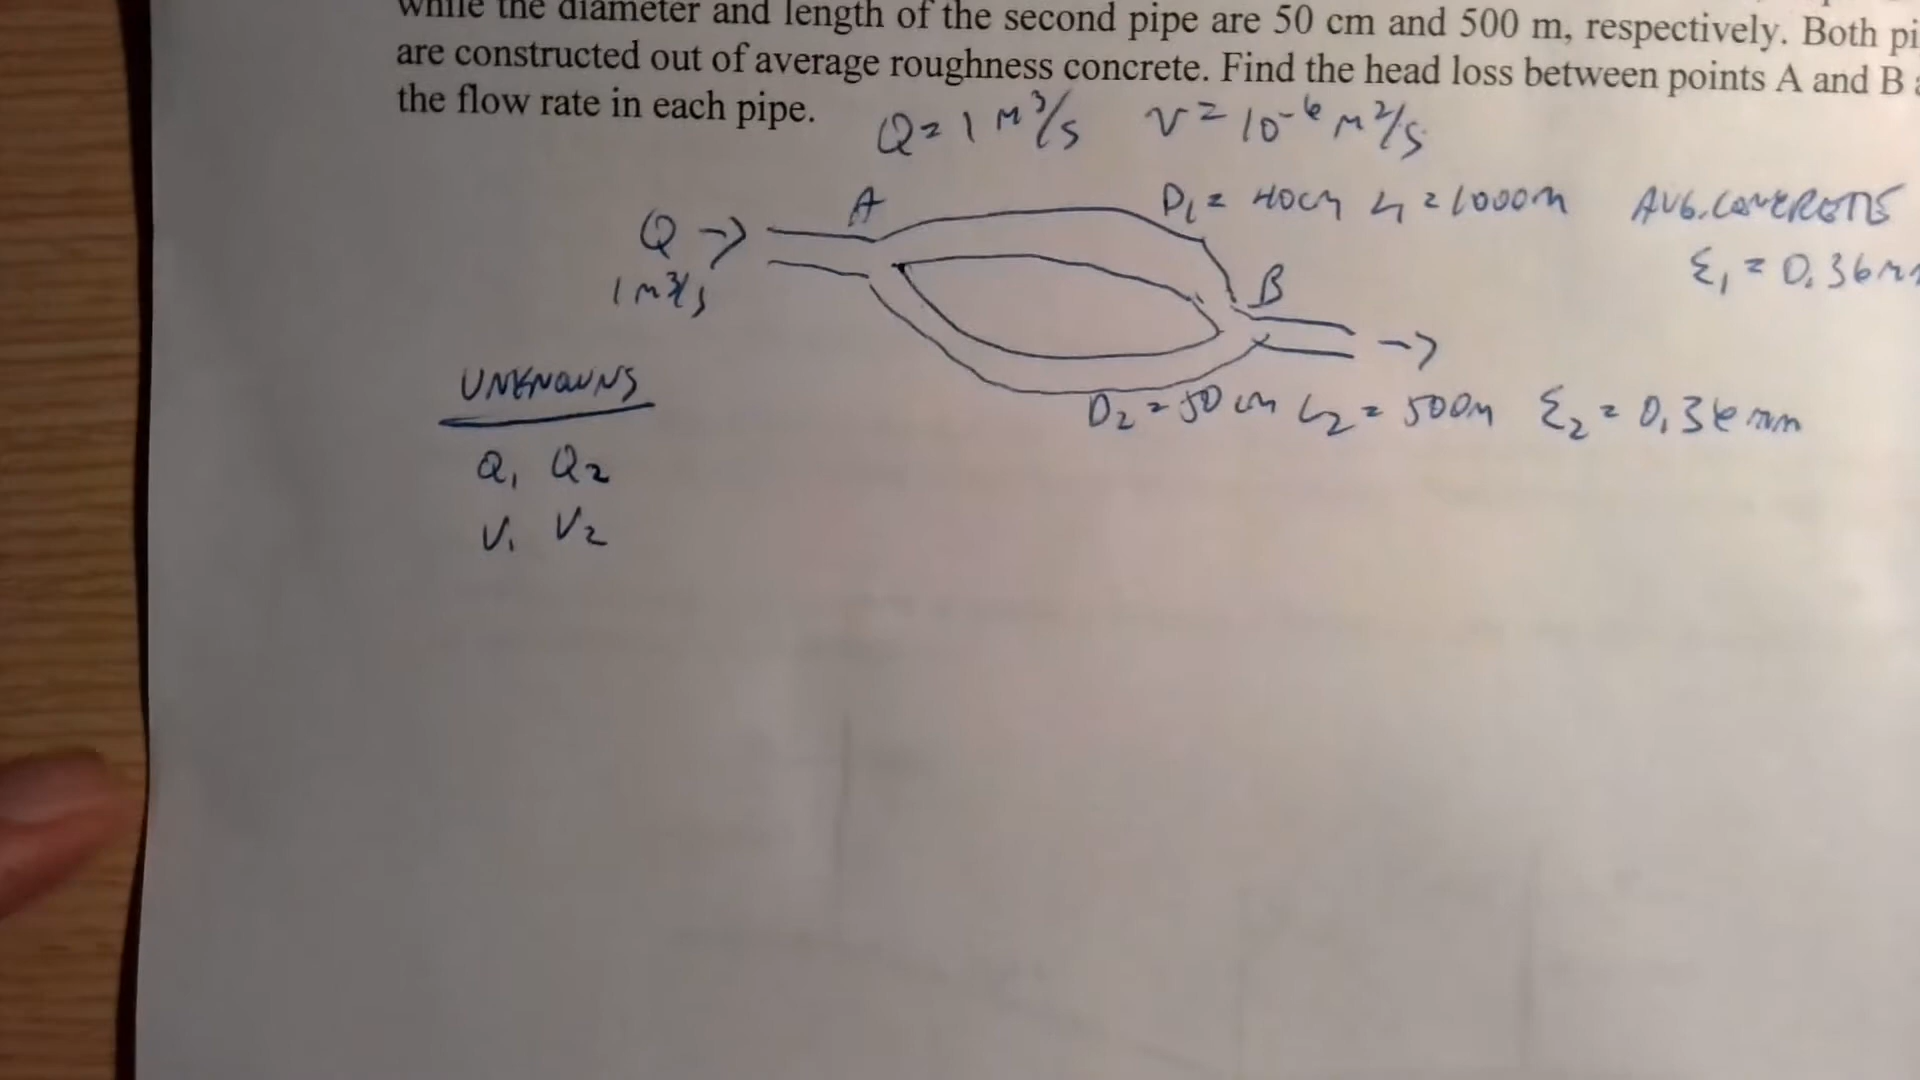 while the diameter and length of the second pipe are 50 cm and 500 m, respectively. Both pi
are constructed out of average roughness concrete. Find the head loss between points A and B
the flow rate in each pipe.
Q = 1 m³/s ν = 10⁻⁶ m²/s
A D₁ = 40cm L₁ = 1000m AVG. CONCRETE
Q → ε₁ = 0.36m
1 m³/s B
→
UNKNOWNS D₂ = 50 cm L₂ = 500m ε₂ = 0.36 mm
Q₁ Q₂
V₁ V₂